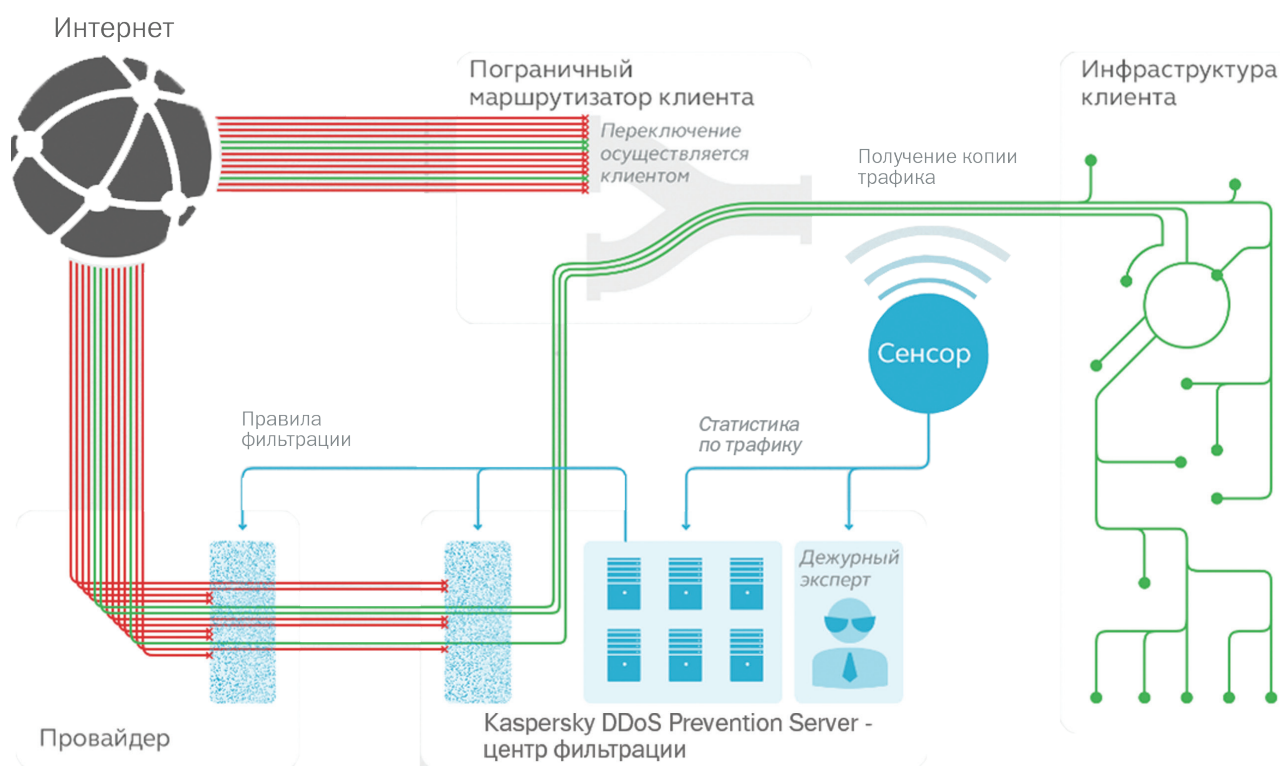 Интернет
Пограничный
маршрутизатор клиента
Переключение
осуществляется
клиентом
Инфраструктура
клиента
Получение копии
трафика
Сенсор
Правила
фильтрации
Статистика
по трафику
Дежурный
эксперт
Провайдер
Kaspersky DDoS Prevention Server -
центр фильтрации